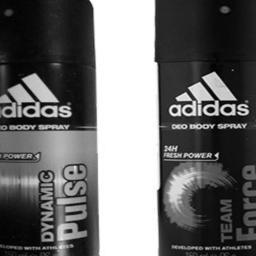 adidas
DEO BODY SPRAY
FRESH POWER
DYNAMIC
Pulse
DEVELOPED WITH ATHLETES
adidas
DEO BODY SPRAY
24H
FRESH POWER
TEAM
Force
DEVELOPED WITH ATHLETES